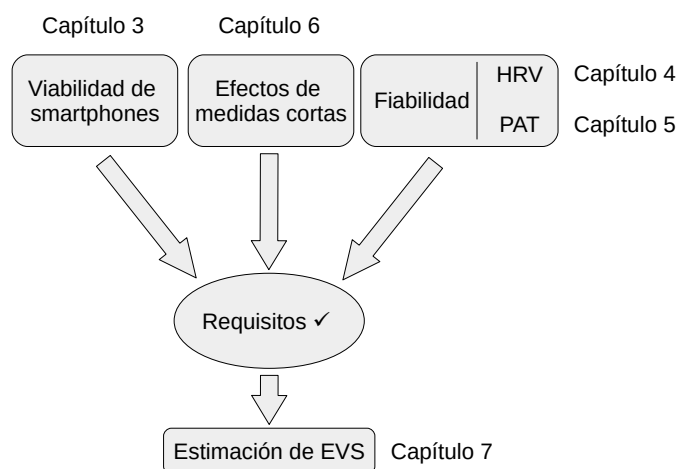 Capítulo 3
Capítulo 6
Viabilidad de
smartphones
Efectos de
medidas cortas
Fiabilidad
HRV
Capítulo 4
PAT
Capítulo 5
Requisitos ✓
Estimación de EVS
Capítulo 7